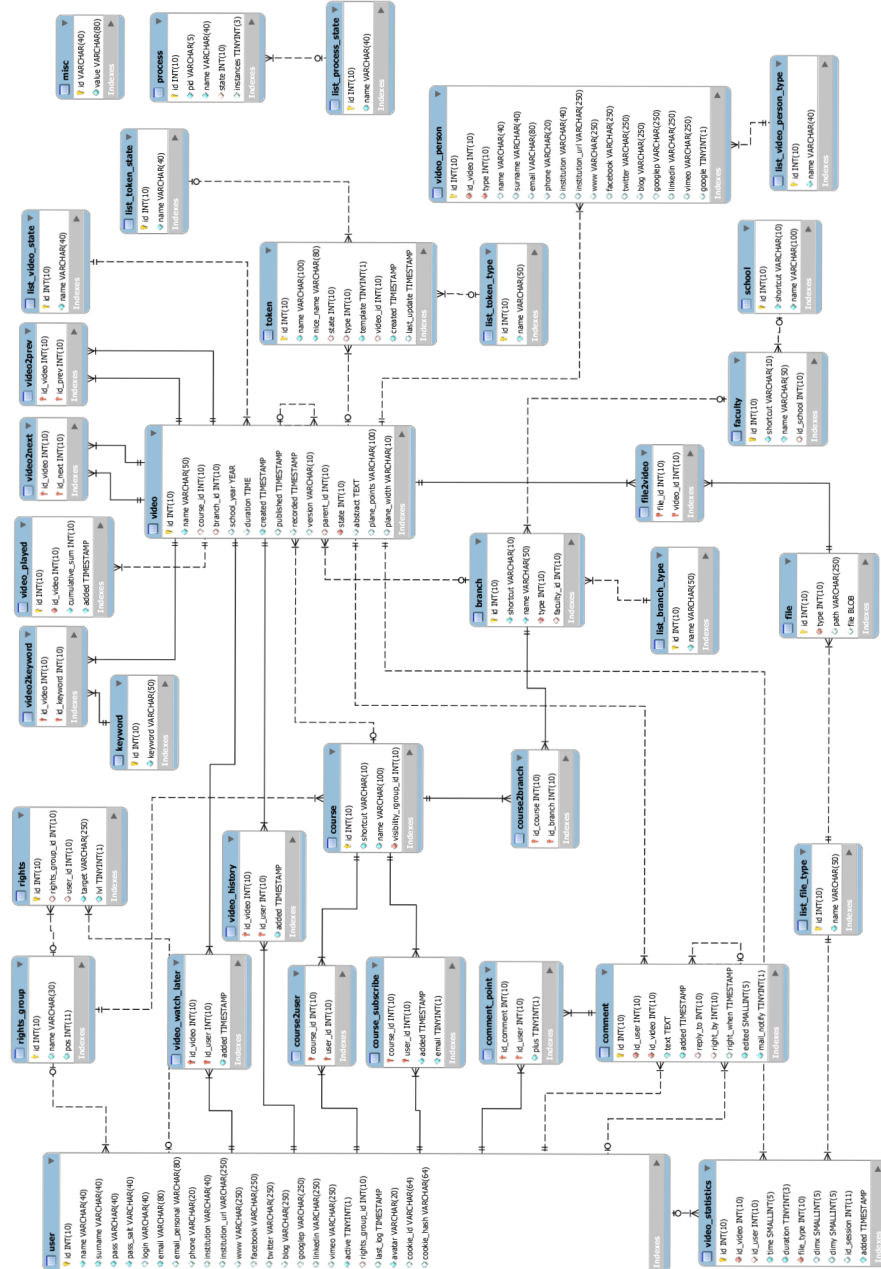 misc
id VARCHAR(40)
value VARCHAR(80)
Indexes
process
id INT(10)
pid VARCHAR(5)
name VARCHAR(40)
state INT(10)
instances TINYINT(3)
Indexes
list_process_state
id INT(10)
name VARCHAR(40)
Indexes
list_token_state
id INT(10)
name VARCHAR(40)
Indexes
video_person
id INT(10)
id_video INT(10)
type INT(10)
name VARCHAR(40)
surname VARCHAR(40)
email VARCHAR(80)
phone VARCHAR(20)
institution VARCHAR(40)
institution_url VARCHAR(250)
www VARCHAR(250)
facebook VARCHAR(250)
twitter VARCHAR(250)
blog VARCHAR(250)
googlep VARCHAR(250)
linkedin VARCHAR(250)
vimeo VARCHAR(250)
google TINYINT(1)
Indexes
list_video_person_type
id INT(10)
name VARCHAR(40)
Indexes
list_video_state
id INT(10)
name VARCHAR(40)
Indexes
token
id INT(10)
name VARCHAR(100)
nice_name VARCHAR(80)
state INT(10)
type INT(10)
template TINYINT(1)
video_id INT(10)
created TIMESTAMP
last_update TIMESTAMP
Indexes
list_token_type
id INT(10)
name VARCHAR(50)
Indexes
school
id INT(10)
shortcut VARCHAR(10)
name VARCHAR(100)
Indexes
video2prev
id_video INT(10)
id_prev INT(10)
Indexes
video2next
id_video INT(10)
id_next INT(10)
Indexes
video
id INT(10)
name VARCHAR(50)
course_id INT(10)
branch_id INT(10)
school_year YEAR
duration TIME
created TIMESTAMP
published TIMESTAMP
recorded TIMESTAMP
version VARCHAR(10)
parent_id INT(10)
state INT(10)
abstract TEXT
plane_points VARCHAR(100)
plane_width VARCHAR(10)
Indexes
faculty
id INT(10)
shortcut VARCHAR(10)
name VARCHAR(50)
id_school INT(10)
Indexes
file2video
file_id INT(10)
video_id INT(10)
Indexes
video_played
id INT(10)
id_video INT(10)
cumulative_sum INT(10)
added TIMESTAMP
Indexes
branch
id INT(10)
shortcut VARCHAR(10)
name VARCHAR(50)
type INT(10)
faculty_id INT(10)
Indexes
list_branch_type
id INT(10)
name VARCHAR(50)
Indexes
file
id INT(10)
type INT(10)
path VARCHAR(250)
file BLOB
Indexes
video2keyword
id_video INT(10)
id_keyword INT(10)
Indexes
keyword
id INT(10)
keyword VARCHAR(50)
Indexes
course
id INT(10)
shortcut VARCHAR(10)
name VARCHAR(100)
visibility_rgroup_id INT(10)
Indexes
course2branch
id_course INT(10)
id_branch INT(10)
Indexes
rights
id INT(10)
rights_group_id INT(10)
user_id INT(10)
target VARCHAR(250)
lvl TINYINT(1)
Indexes
video_history
id_video INT(10)
id_user INT(10)
added TIMESTAMP
Indexes
list_file_type
id INT(10)
name VARCHAR(50)
Indexes
rights_group
id INT(10)
name VARCHAR(30)
pos INT(11)
Indexes
video_watch_later
id_video INT(10)
id_user INT(10)
added TIMESTAMP
Indexes
course2user
course_id INT(10)
user_id INT(10)
Indexes
course_subscribe
course_id INT(10)
user_id INT(10)
added TIMESTAMP
email TINYINT(1)
Indexes
comment_point
id_comment INT(10)
id_user INT(10)
plus TINYINT(1)
Indexes
comment
id INT(10)
id_user INT(10)
id_video INT(10)
text TEXT
added TIMESTAMP
reply_to INT(10)
right_by INT(10)
right_when TIMESTAMP
edited SMALLINT(5)
mail_notify TINYINT(1)
Indexes
user
id INT(10)
name VARCHAR(40)
surname VARCHAR(40)
pass VARCHAR(40)
pass_salt VARCHAR(40)
login VARCHAR(40)
email VARCHAR(80)
email_personal VARCHAR(80)
phone VARCHAR(20)
institution VARCHAR(40)
institution_url VARCHAR(250)
www VARCHAR(250)
facebook VARCHAR(250)
twitter VARCHAR(250)
blog VARCHAR(250)
googlep VARCHAR(250)
linkedin VARCHAR(250)
vimeo VARCHAR(250)
active TINYINT(1)
rights_group_id INT(10)
last_log TIMESTAMP
avatar VARCHAR(20)
cookie_id VARCHAR(64)
cookie_hash VARCHAR(64)
Indexes
video_statistics
id INT(10)
id_video INT(10)
id_user INT(10)
time SMALLINT(5)
duration TINYINT(3)
file_type INT(10)
dimx SMALLINT(5)
dimy SMALLINT(5)
id_session INT(11)
added TIMESTAMP
Indexes